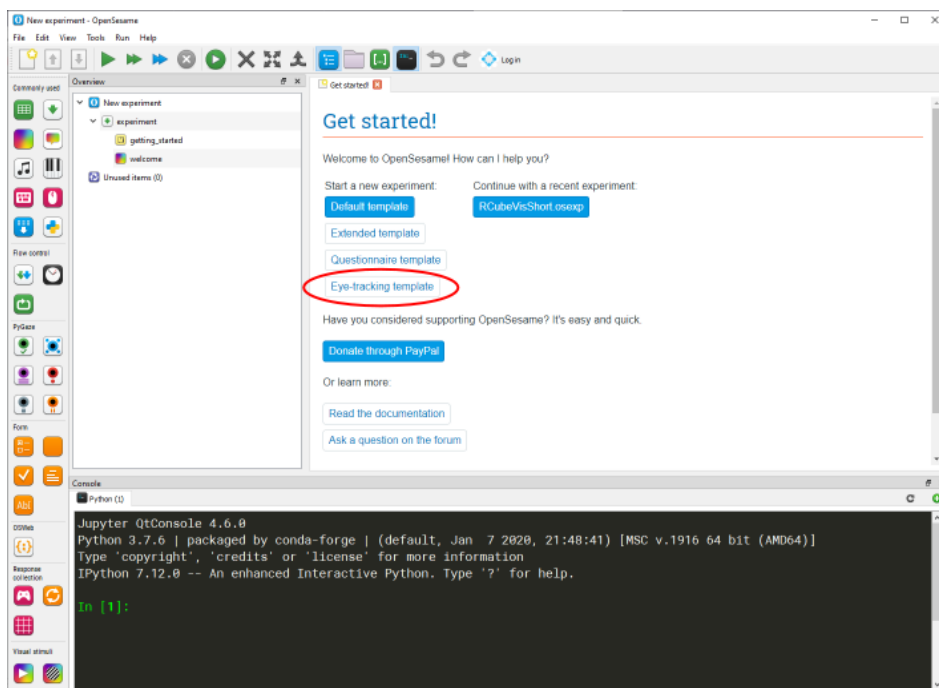 New experiment - OpenSesame
File Edit View Tools Run Help
Log in
Commonly used
Overview
Get started!
New experiment
experiment
getting_started
welcome
Unused items (0)
Get started!
Welcome to OpenSesame! How can I help you?
Start a new experiment:
Continue with a recent experiment:
Default template
RCubeVisShort.osexp
Extended template
Questionnaire template
Eye-tracking template
Have you considered supporting OpenSesame? It's easy and quick.
Donate through PayPal
Or learn more:
Read the documentation
Ask a question on the forum
Flow control
PyGaze
Form
Ab(
OSWeb
Response
collection
Visual stimuli
Console
Python (1)
Jupyter QtConsole 4.6.0
Python 3.7.6 | packaged by conda-forge | (default, Jan  7 2020, 21:48:41) [MSC v.1916 64 bit (AMD64)]
Type 'copyright', 'credits' or 'license' for more information
IPython 7.12.0 -- An enhanced Interactive Python. Type '?' for help.
In [1]: